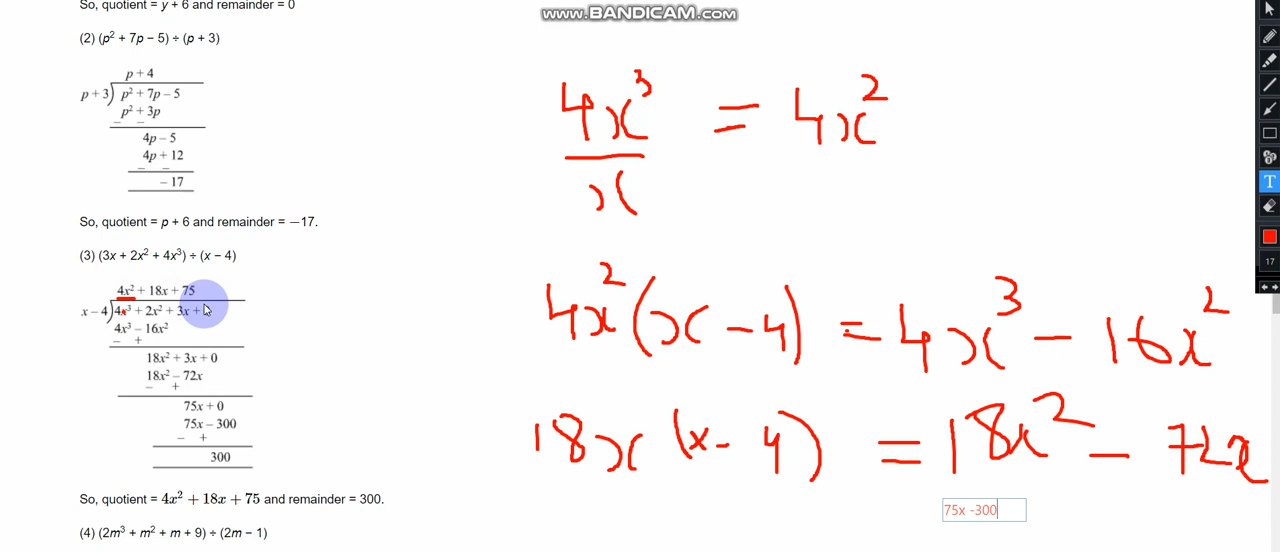 So, quotient = y + 6 and remainder = 0
www.BANDICAM.com
(2) (p² + 7p − 5) ÷ (p + 3)
p + 4
p + 3) p² + 7p − 5
p² + 3p
− −
4p − 5
4p + 12
− −
− 17
So, quotient = p + 6 and remainder = −17.
(3) (3x + 2x² + 4x³) ÷ (x − 4)
4x² + 18x + 75
x − 4) 4x³ + 2x² + 3x +
4x³ − 16x²
− +
18x² + 3x + 0
18x² − 72x
− +
75x + 0
75x − 300
− +
300
So, quotient = 4x² + 18x + 75 and remainder = 300.
(4) (2m³ + m² + m + 9) ÷ (2m − 1)
4x³ = 4x²
x
4x² (x − 4) = 4x³ − 16x²
18x (x − 4) = 18x² − 72x
75x -300
T
17